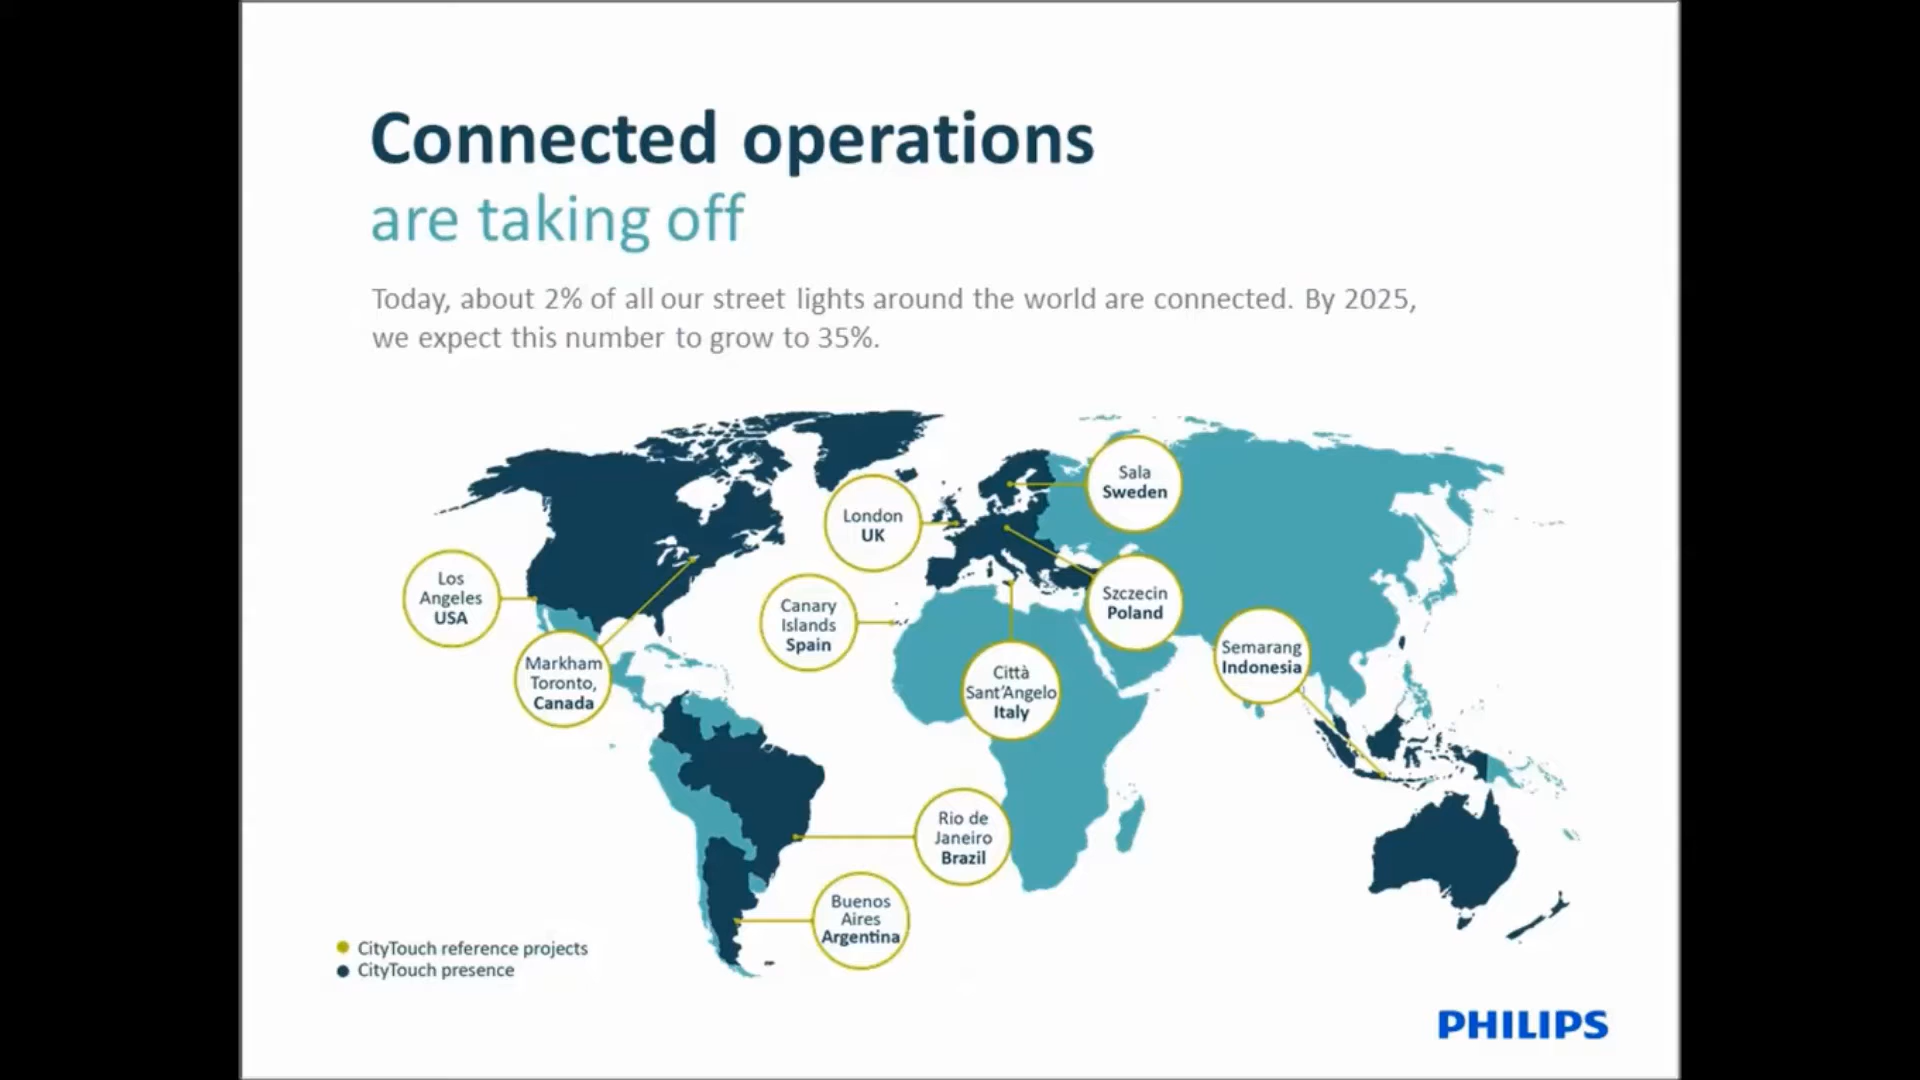 Connected operations
are taking off
Today, about 2% of all our street lights around the world are connected. By 2025,
we expect this number to grow to 35%.
Sala
Sweden
London
UK
Los
Angeles
USA
Canary
Islands
Spain
Szczecin
Poland
Semarang
Indonesia
Markham
Toronto,
Canada
Città
Sant'Angelo
Italy
Rio de
Janeiro
Brazil
Buenos
Aires
Argentina
CityTouch reference projects
CityTouch presence
PHILIPS